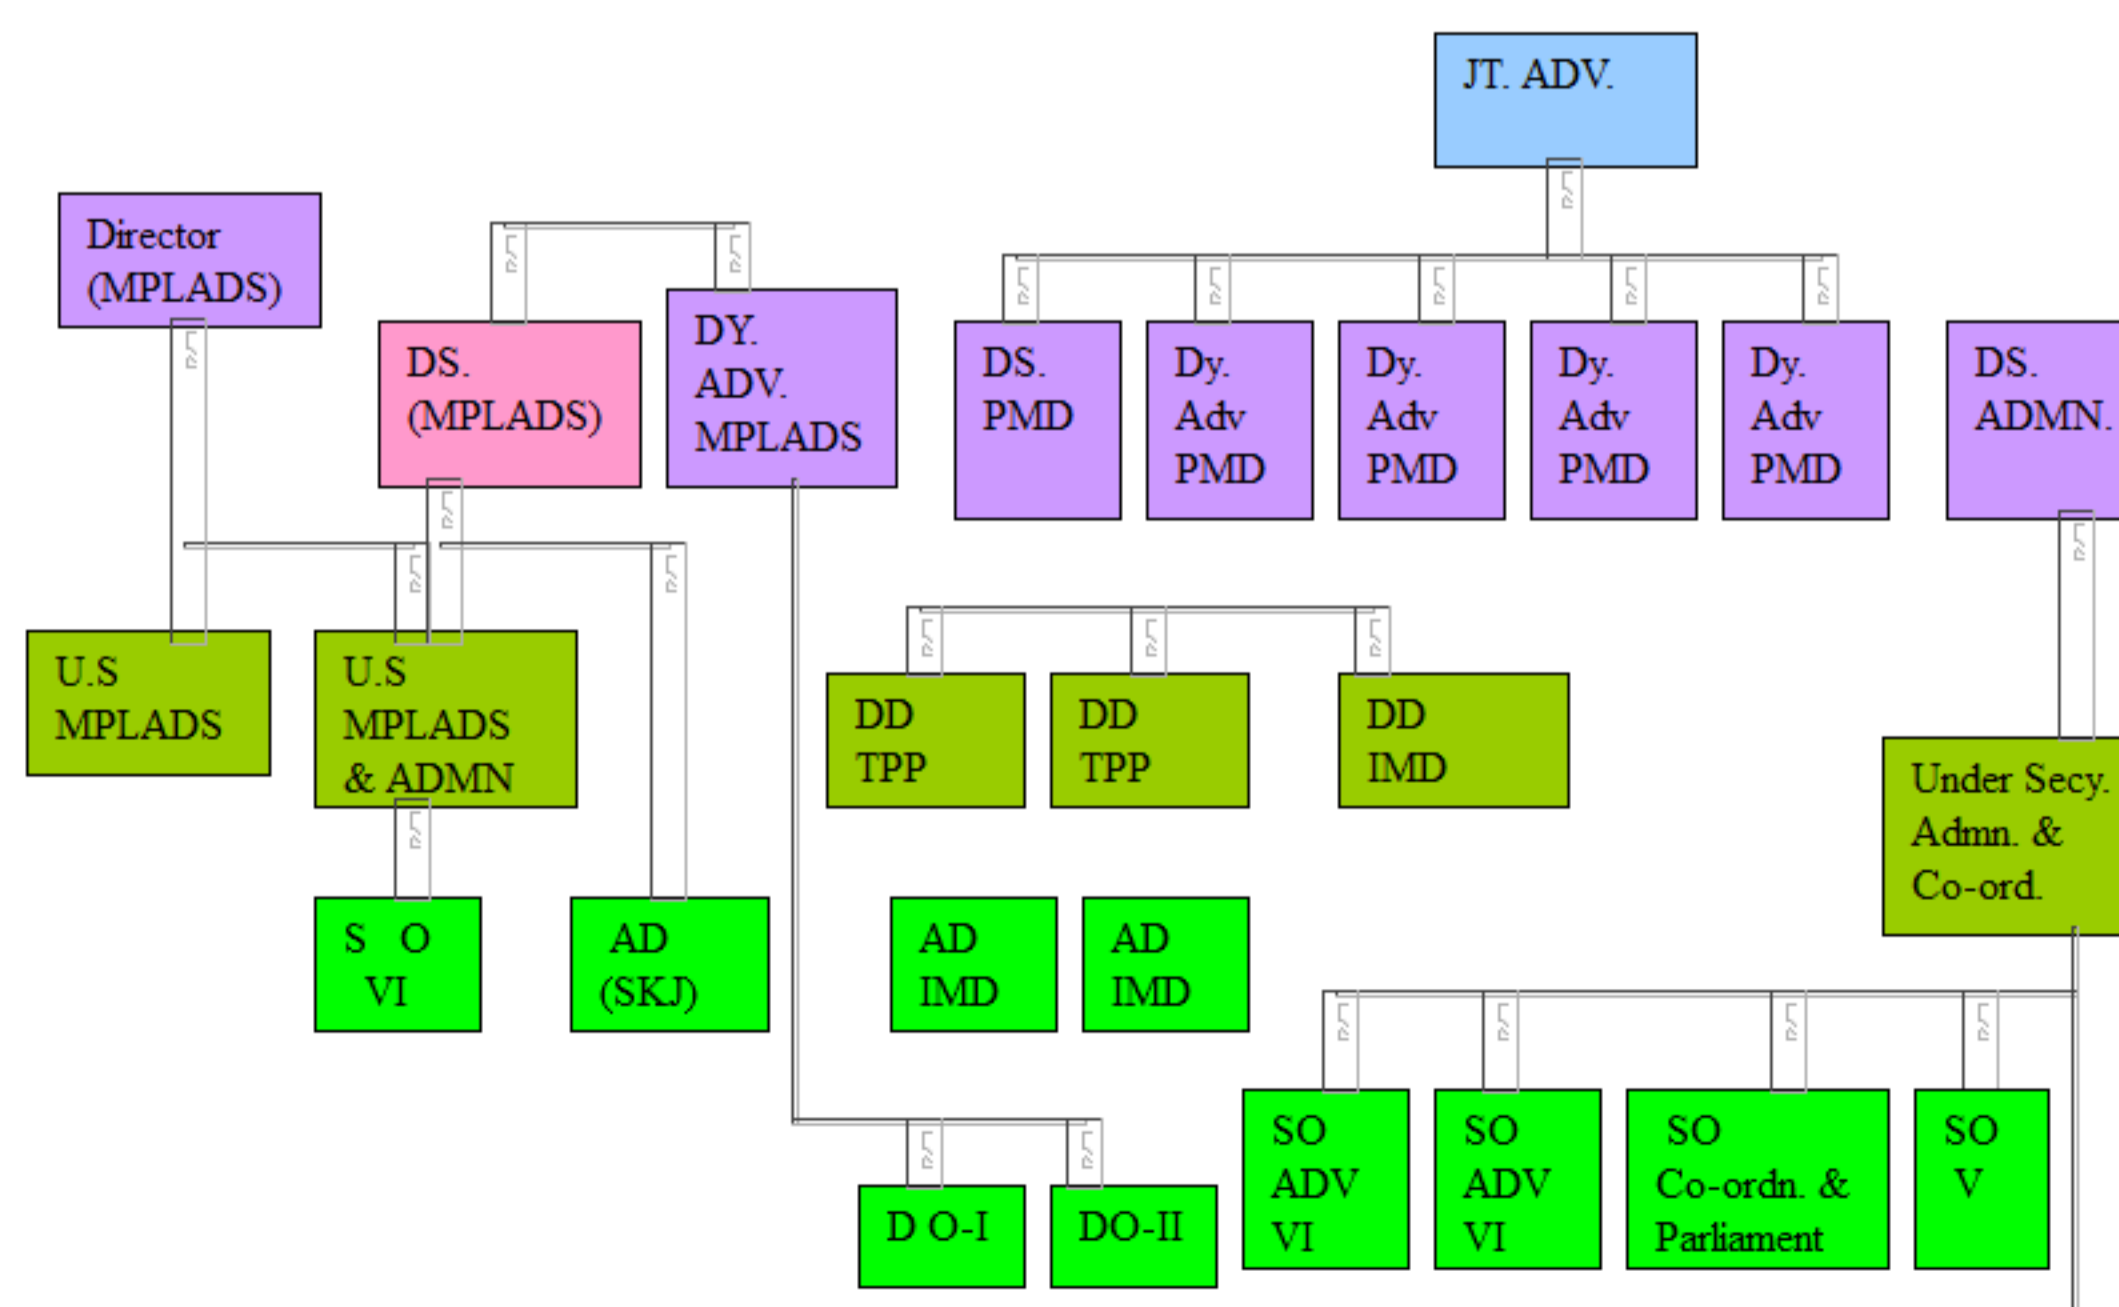 JT. ADV.
Director
(MPLADS)
DS.
(MPLADS)
DY.
ADV.
MPLADS
DS.
PMD
Dy.
Adv
PMD
Dy.
Adv
PMD
Dy.
Adv
PMD
Dy.
Adv
PMD
DS.
ADMN.
U.S
MPLADS
U.S
MPLADS
& ADMN
DD
TPP
DD
TPP
DD
IMD
Under Secy.
Admn. &
Co-ord.
S O
VI
AD
(SKJ)
AD
IMD
AD
IMD
SO
ADV
VI
SO
ADV
VI
SO
Co-ordn. &
Parliament
SO
V
D O-I
DO-II